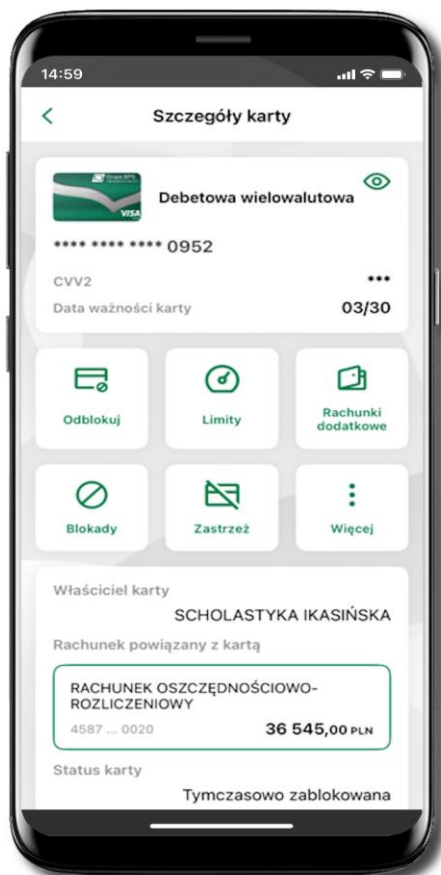 14:59
Szczegóły karty
Grupa BPS
VISA
Debetowa wielowalutowa
**** **** **** 0952
CVV2 ***
Data ważności karty 03/30
Odblokuj
Limity
Rachunki
dodatkowe
Blokady
Zastrzeż
Więcej
Właściciel karty
SCHOLASTYKA IKASIŃSKA
Rachunek powiązany z kartą
RACHUNEK OSZCZĘDNOŚCIOWO-
ROZLICZENIOWY
4587 ... 0020 36 545,00 PLN
Status karty
Tymczasowo zablokowana